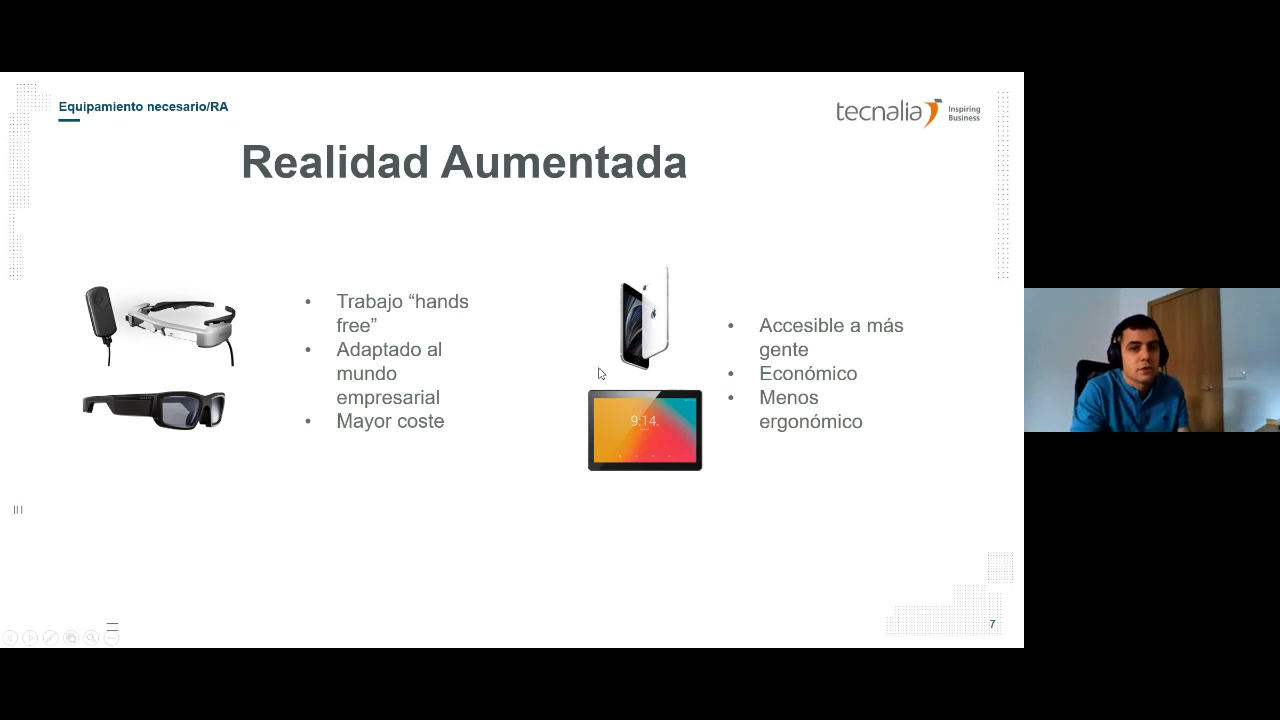 Equipamiento necesario/RA
tecnalia Inspiring
Business
Realidad Aumentada
• Trabajo “hands
free”
• Adaptado al
mundo
empresarial
• Mayor coste
• Accesible a más
gente
• Económico
• Menos
ergonómico
9:14
7